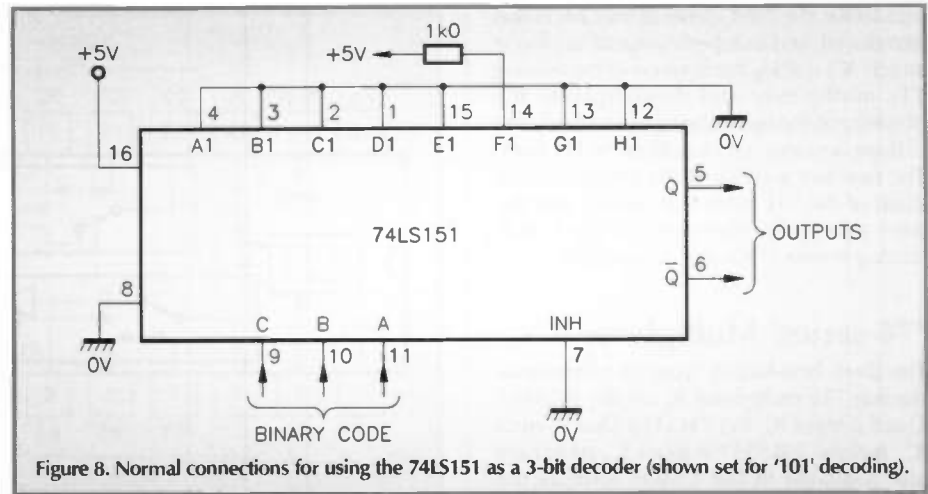 +5V
1k0
+5V
4 3 2 1 15 14 13 12
16 A1 B1 C1 D1 E1 F1 G1 H1 0V
Q 5
74LS151 OUTPUTS
Q̅ 6
8
C B A INH
0V 9 10 11 7
BINARY CODE 0V
Figure 8. Normal connections for using the 74LS151 as a 3-bit decoder (shown set for '101' decoding).